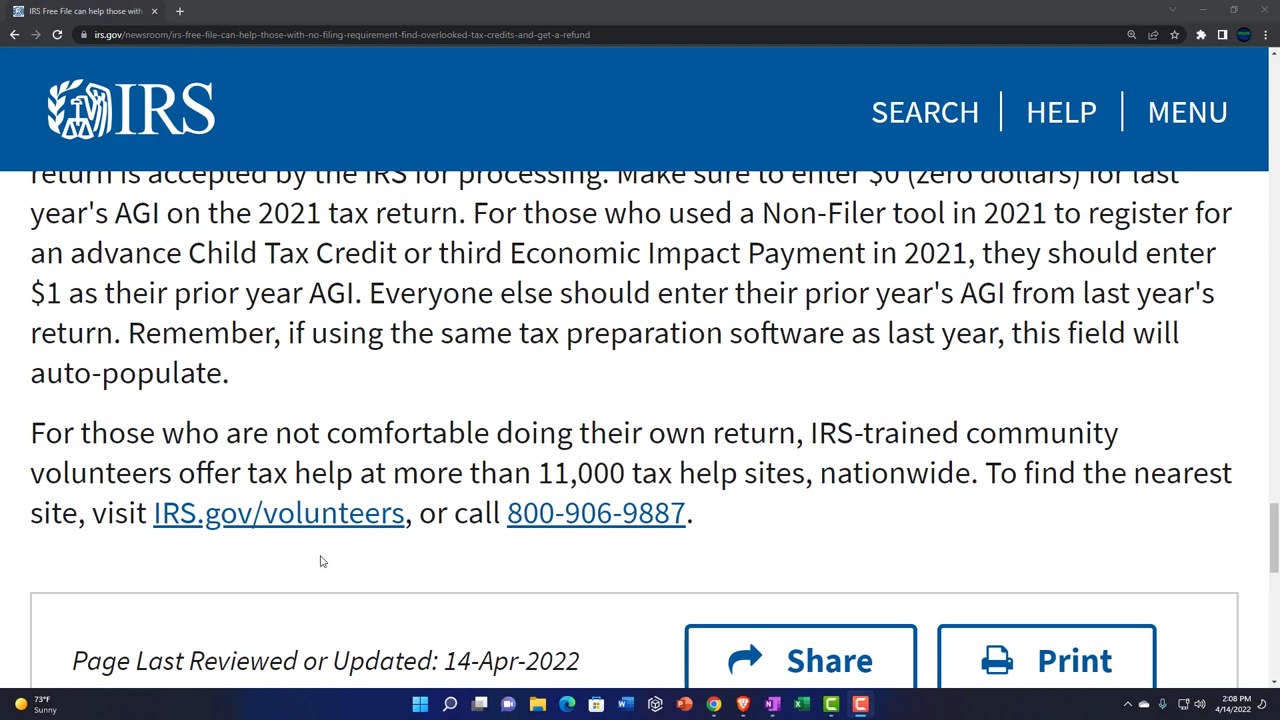 IRS Free File can help those with
irs.gov/newsroom/irs-free-file-can-help-those-with-no-filing-requirement-find-overlooked-tax-credits-and-get-a-refund
IRS
SEARCH
HELP
MENU
return is accepted by the IRS for processing. Make sure to enter $0 (zero dollars) for last
year's AGI on the 2021 tax return. For those who used a Non-Filer tool in 2021 to register for
an advance Child Tax Credit or third Economic Impact Payment in 2021, they should enter
$1 as their prior year AGI. Everyone else should enter their prior year's AGI from last year's
return. Remember, if using the same tax preparation software as last year, this field will
auto-populate.
For those who are not comfortable doing their own return, IRS-trained community
volunteers offer tax help at more than 11,000 tax help sites, nationwide. To find the nearest
site, visit IRS.gov/volunteers, or call 800-906-9887.
Page Last Reviewed or Updated: 14-Apr-2022
Share
Print
73°F
Sunny
2:08 PM
4/14/2022